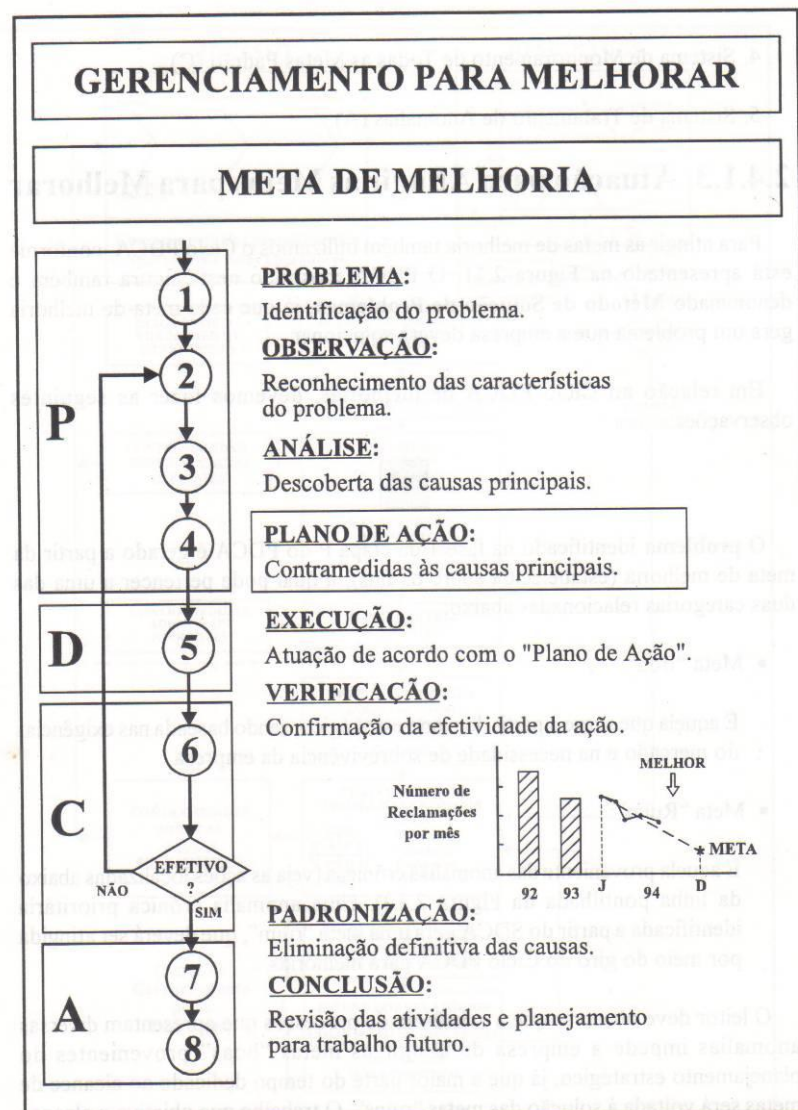 GERENCIAMENTO PARA MELHORAR
META DE MELHORIA
P
1
PROBLEMA:
Identificação do problema.
2
OBSERVAÇÃO:
Reconhecimento das características
do problema.
3
ANÁLISE:
Descoberta das causas principais.
4
PLANO DE AÇÃO:
Contramedidas às causas principais.
D
5
EXECUÇÃO:
Atuação de acordo com o "Plano de Ação".
C
6
VERIFICAÇÃO:
Confirmação da efetividade da ação.
Número de
Reclamações
por mês
MELHOR
META
92 93 J 94 D
EFETIVO
?
NÃO
SIM
A
7
PADRONIZAÇÃO:
Eliminação definitiva das causas.
8
CONCLUSÃO:
Revisão das atividades e planejamento
para trabalho futuro.